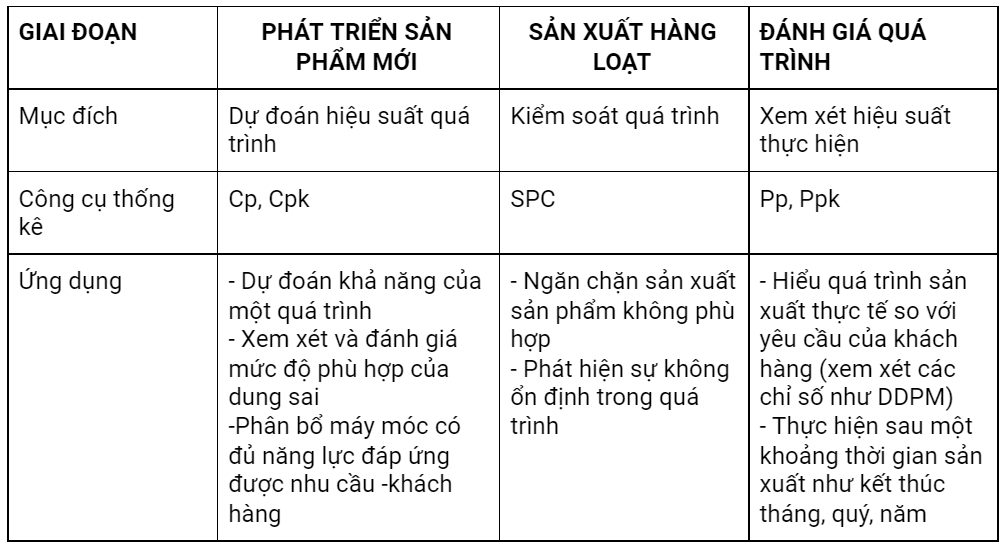 GIAI ĐOẠN
PHÁT TRIỂN SẢN
PHẨM MỚI
SẢN XUẤT HÀNG
LOẠT
ĐÁNH GIÁ QUÁ
TRÌNH
Mục đích
Dự đoán hiệu suất quá
trình
Kiểm soát quá trình
Xem xét hiệu suất
thực hiện
Công cụ thống
kê
Cp, Cpk
SPC
Pp, Ppk
Ứng dụng
- Dự đoán khả năng của
một quá trình
- Xem xét và đánh giá
mức độ phù hợp của
dung sai
-Phân bổ máy móc có
đủ năng lực đáp ứng
được nhu cầu -khách
hàng
- Ngăn chặn sản xuất
sản phẩm không phù
hợp
- Phát hiện sự không
ổn định trong quá
trình
- Hiểu quá trình sản
xuất thực tế so với
yêu cầu của khách
hàng (xem xét các
chỉ số như DDPM)
- Thực hiện sau một
khoảng thời gian sản
xuất như kết thúc
tháng, quý, năm